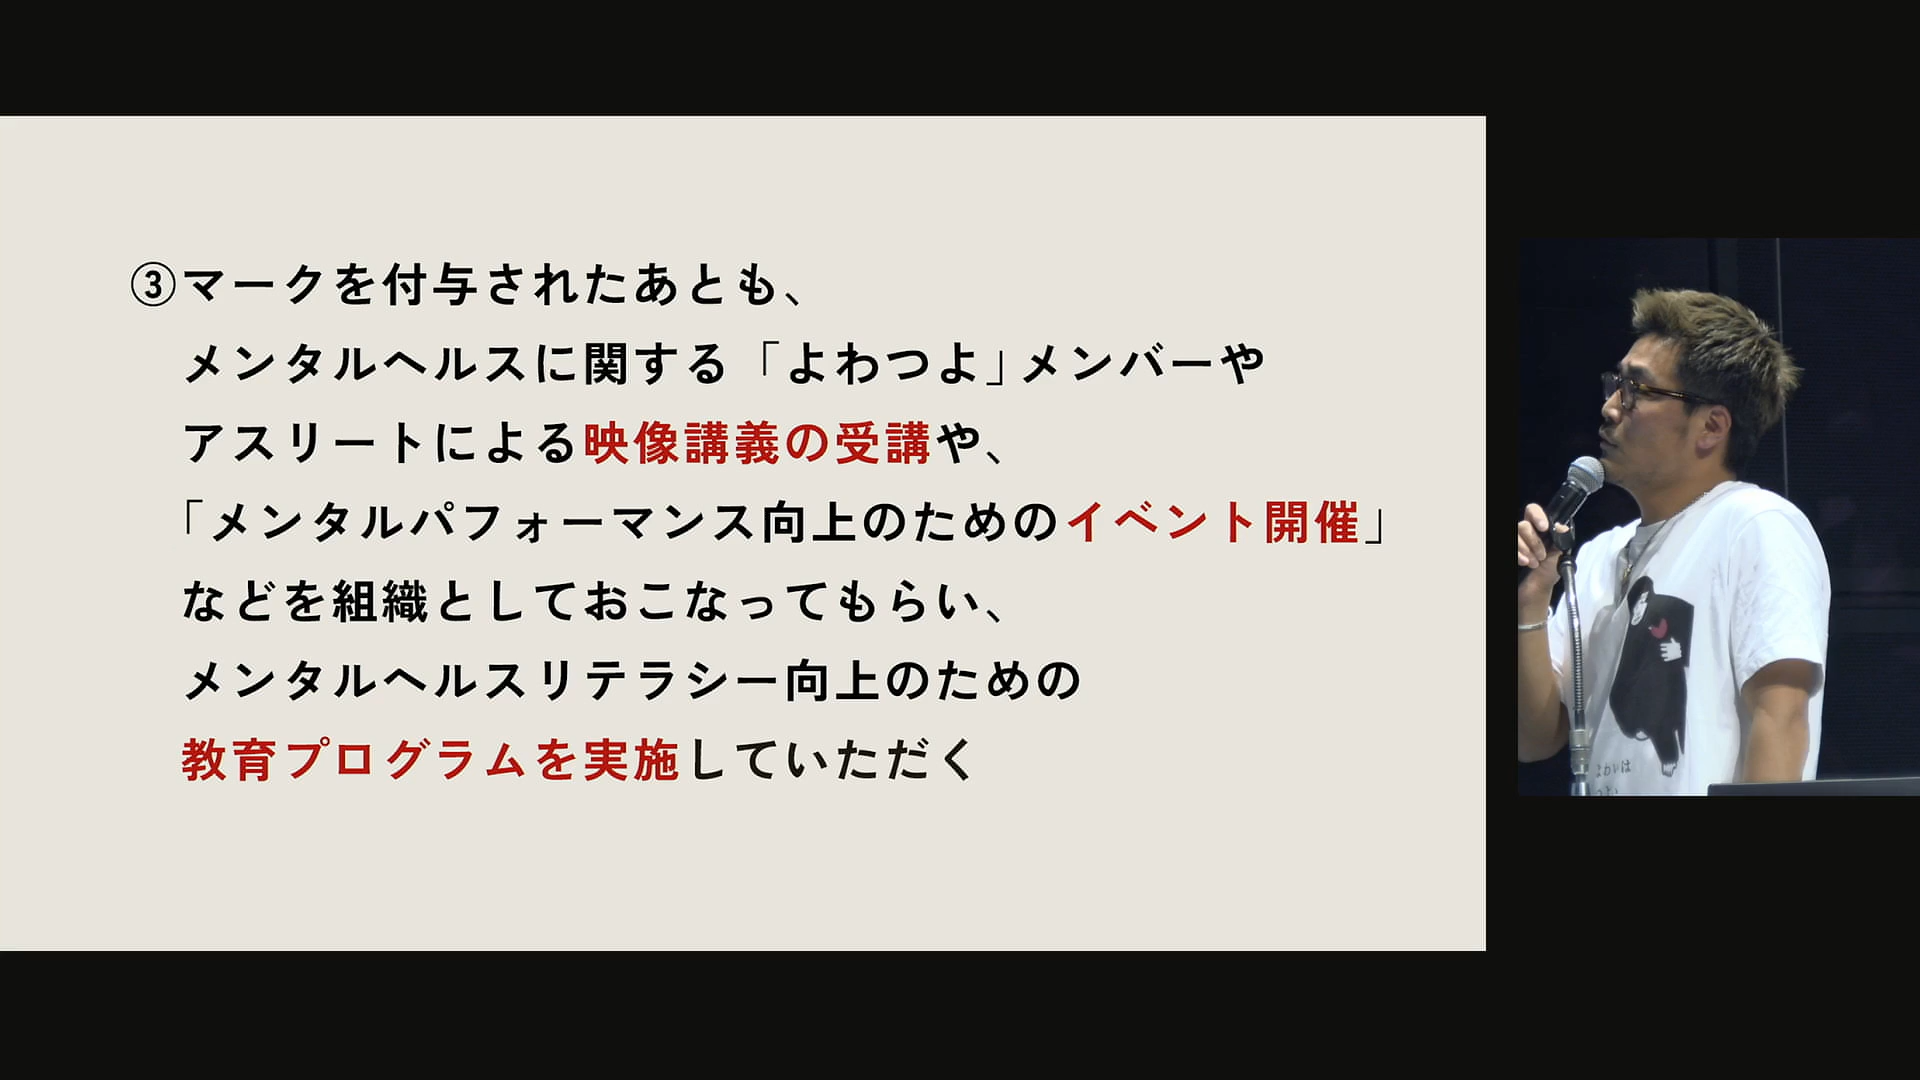 ③マークを付与されたあとも、
メンタルヘルスに関する「よわつよ」メンバーや
アスリートによる映像講義の受講や、
「メンタルパフォーマンス向上のためのイベント開催」
などを組織としておこなってもらい、
メンタルヘルスリテラシー向上のための
教育プログラムを実施していただく